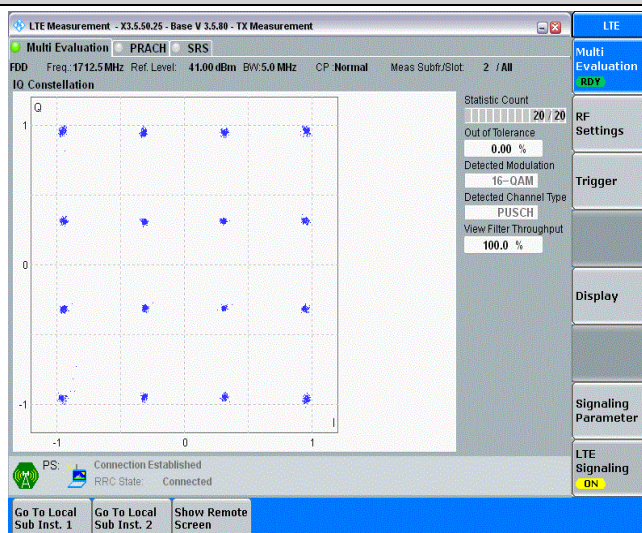 LTE Measurement - X3.5.50.25 - Base V 3.5.80 - TX Measurement
LTE
Multi Evaluation PRACH SRS
Multi
Evaluation
RDY
FDD Freq.:1712.5 MHz Ref. Level: 41.00 dBm BW:5.0 MHz CP :Normal Meas Subfr./Slot: 2 / All
IQ Constellation
Q
1
0
-1
-1 0 1
I
Statistic Count
20 / 20
Out of Tolerance
0.00 %
Detected Modulation
16-QAM
Detected Channel Type
PUSCH
View Filter Throughput
100.0 %
RF
Settings
Trigger
Display
Signaling
Parameter
LTE
Signaling
ON
PS: Connection Established
RRC State: Connected
Go To Local
Sub Inst. 1
Go To Local
Sub Inst. 2
Show Remote
Screen